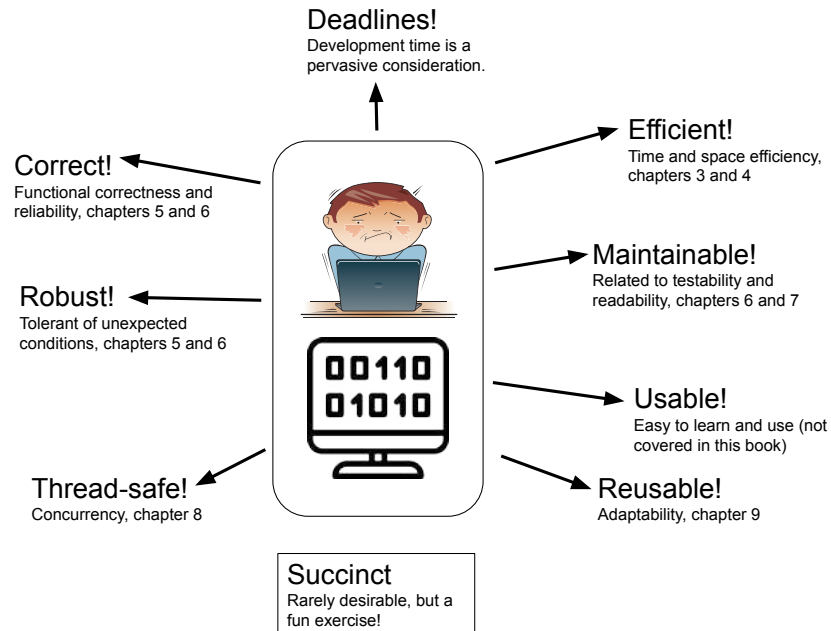 Deadlines!
Development time is a
pervasive consideration.
Efficient!
Time and space efficiency,
chapters 3 and 4
Correct!
Functional correctness and
reliability, chapters 5 and 6
Maintainable!
Related to testability and
readability, chapters 6 and 7
Robust!
Tolerant of unexpected
conditions, chapters 5 and 6
00110
01010
Usable!
Easy to learn and use (not
covered in this book)
Thread-safe!
Concurrency, chapter 8
Reusable!
Adaptability, chapter 9
Succinct
Rarely desirable, but a
fun exercise!